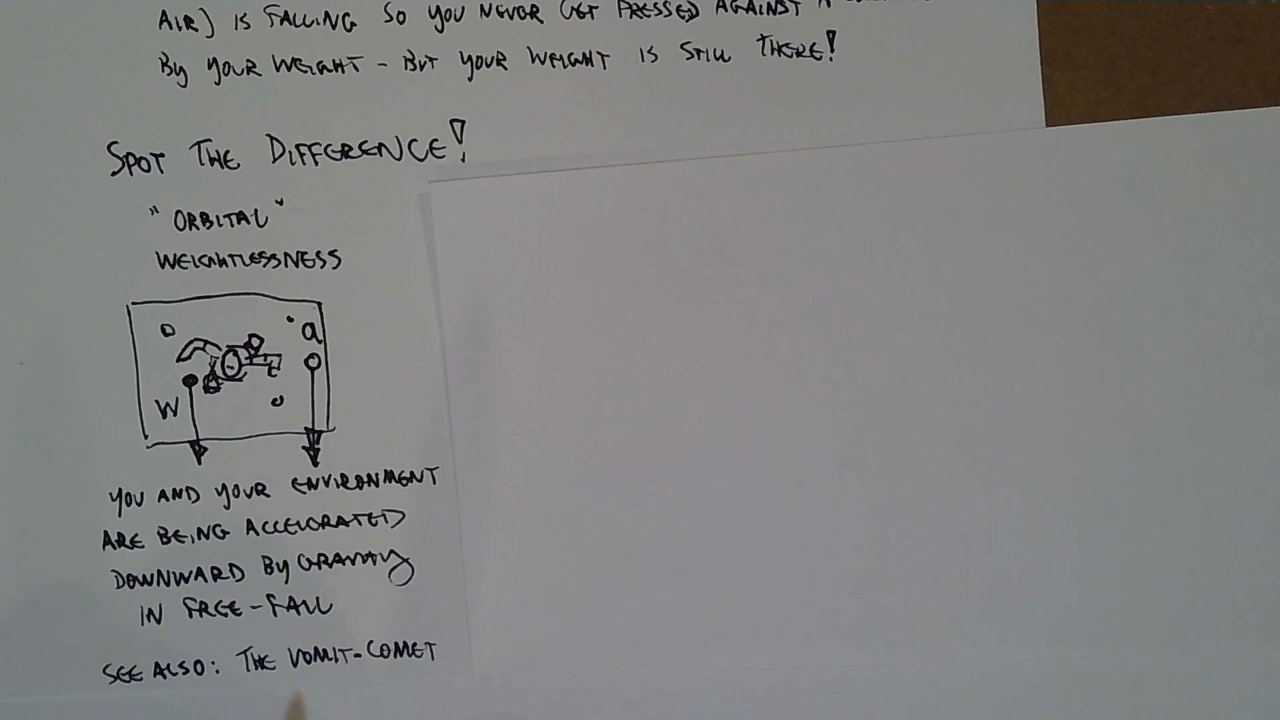 AIR) IS FALLING SO YOU NEVER GET PRESSED AGAINST A
BY YOUR WEIGHT - BUT YOUR WEIGHT IS STILL THERE!
SPOT THE DIFFERENCE!
"ORBITAL"
WEIGHTLESSNESS
a
W
YOU AND YOUR ENVIRONMENT
ARE BEING ACCELORATED
DOWNWARD BY GRAVITY
IN FREE-FALL
SEE ALSO: THE VOMIT-COMET